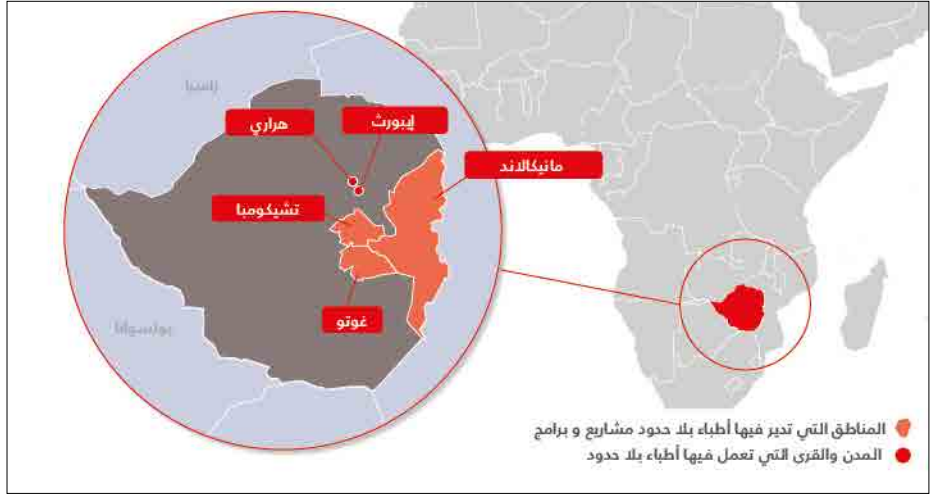 زامبيا
هراري
إيبورث
مانيكالاند
تشيكومبا
غوتو
بوتسوانا
المناطق التي تدير فيها أطباء بلا حدود مشاريع و برامج
المدن والقرى التي تعمل فيها أطباء بلا حدود